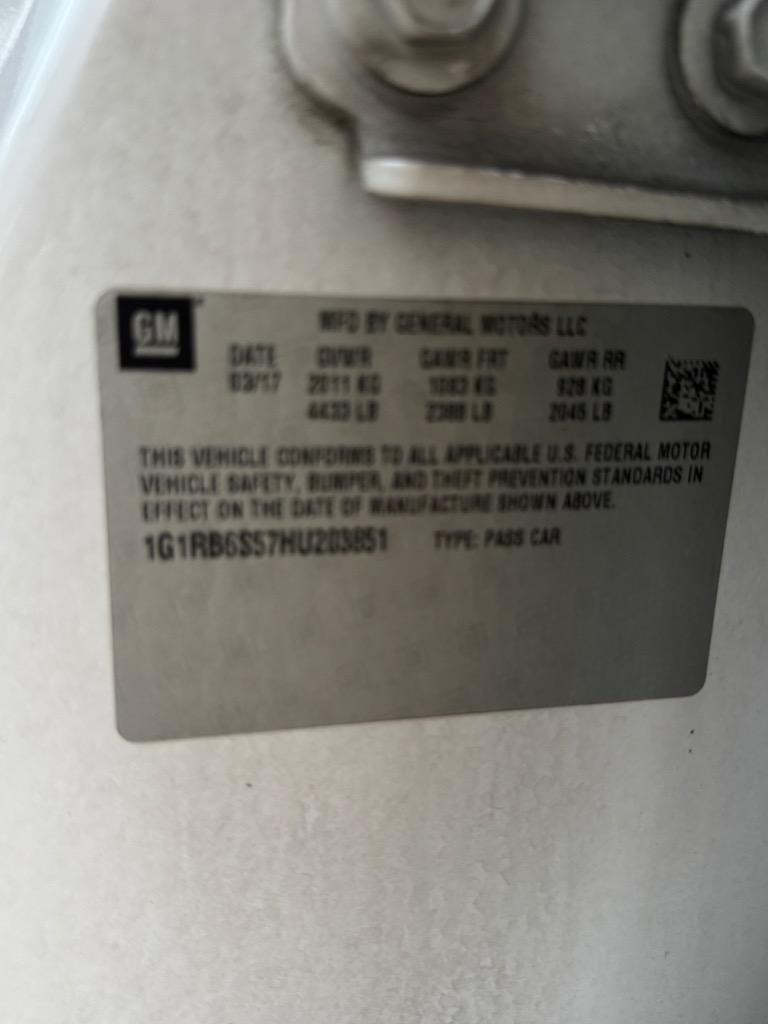 GM
MFD BY GENERAL MOTORS LLC
DATE GVWR GAWR FRT GAWR RR
03/17 2011 KG 1083 KG 928 KG
4433 LB 2388 LB 2045 LB
THIS VEHICLE CONFORMS TO ALL APPLICABLE U.S. FEDERAL MOTOR
VEHICLE SAFETY, BUMPER, AND THEFT PREVENTION STANDARDS IN
EFFECT ON THE DATE OF MANUFACTURE SHOWN ABOVE.
1G1RB6S57HU203851 TYPE: PASS CAR